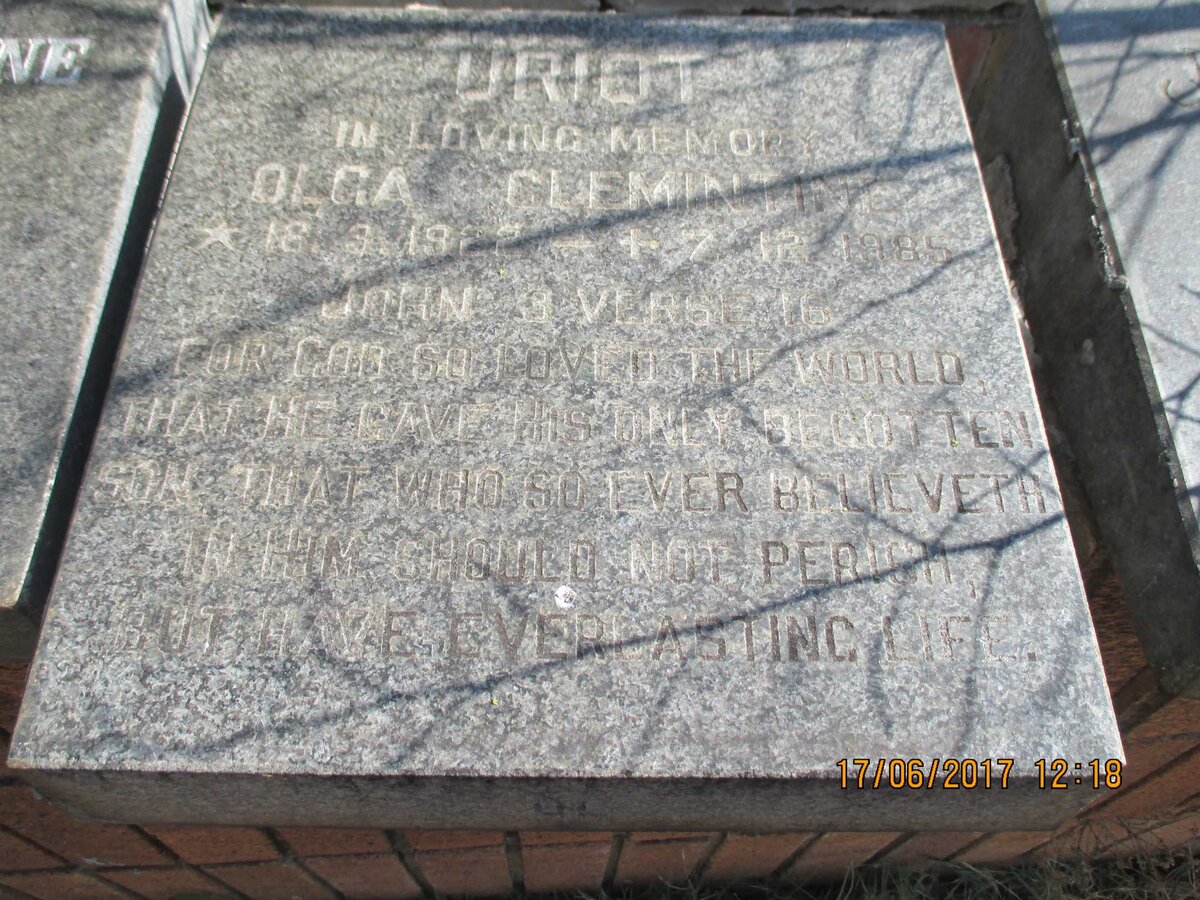 NE
URIOT
IN LOVING MEMORY
OLGA CLEMINTINE
★ 18. 3. 1922 – + 7. 12. 1985
JOHN 3 VERSE 16
FOR GOD SO LOVED THE WORLD,
THAT HE GAVE HIS ONLY BEGOTTEN
SON, THAT WHO SO EVER BELIEVETH
IN HIM, SHOULD NOT PERISH,
BUT HAVE EVERLASTING LIFE.
17/06/2017 12:18